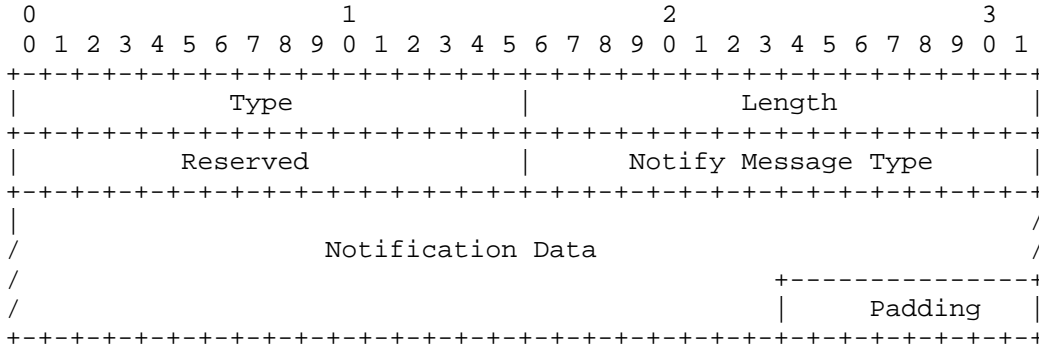 0 1 2 3
0 1 2 3 4 5 6 7 8 9 0 1 2 3 4 5 6 7 8 9 0 1 2 3 4 5 6 7 8 9 0 1
+-+-+-+-+-+-+-+-+-+-+-+-+-+-+-+-+-+-+-+-+-+-+-+-+-+-+-+-+-+-+-+-+
| Type | Length |
+-+-+-+-+-+-+-+-+-+-+-+-+-+-+-+-+-+-+-+-+-+-+-+-+-+-+-+-+-+-+-+-+
| Reserved | Notify Message Type |
+-+-+-+-+-+-+-+-+-+-+-+-+-+-+-+-+-+-+-+-+-+-+-+-+-+-+-+-+-+-+-+-+
| /
/ Notification Data /
/ +---------------+
/ | Padding |
+-+-+-+-+-+-+-+-+-+-+-+-+-+-+-+-+-+-+-+-+-+-+-+-+-+-+-+-+-+-+-+-+